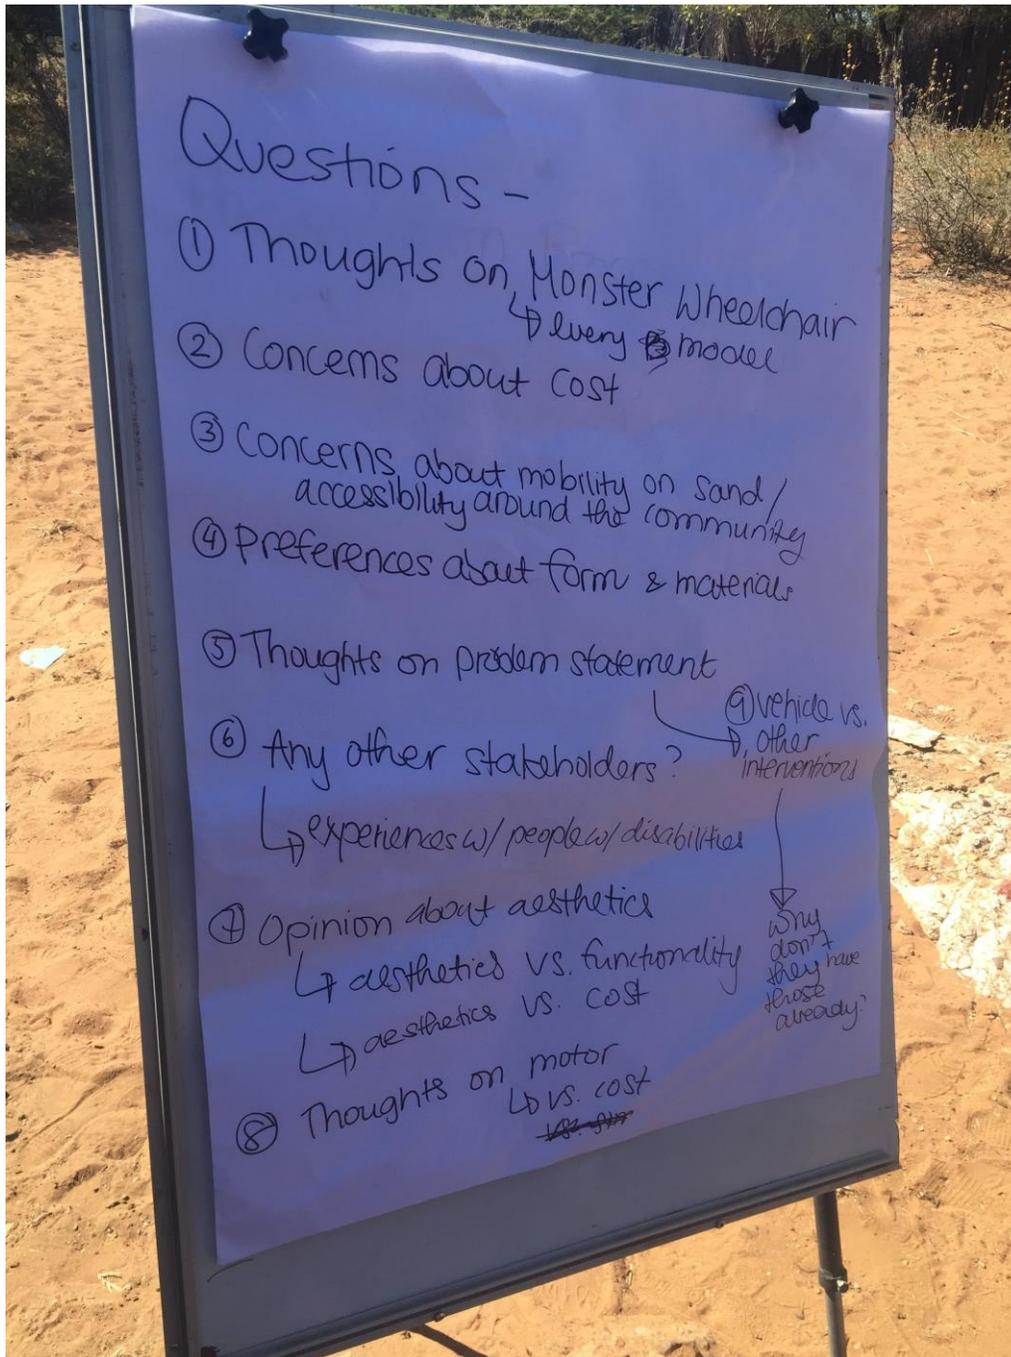 Questions -
① Thoughts on Monster Wheelchair
↳ every model
② Concerns about cost
③ Concerns about mobility on sand/
accessibility around the community
④ Preferences about form & materials
⑤ Thoughts on problem statement
⑨ vehicle vs.
other
interventions
why
don't
they have
those
already?
⑥ Any other stakeholders?
↳ experiences w/ people w/ disabilities
⑦ Opinion about aesthetics
↳ aesthetics vs. functionality
↳ aesthetics vs. cost
⑧ Thoughts on motor
↳ vs. cost